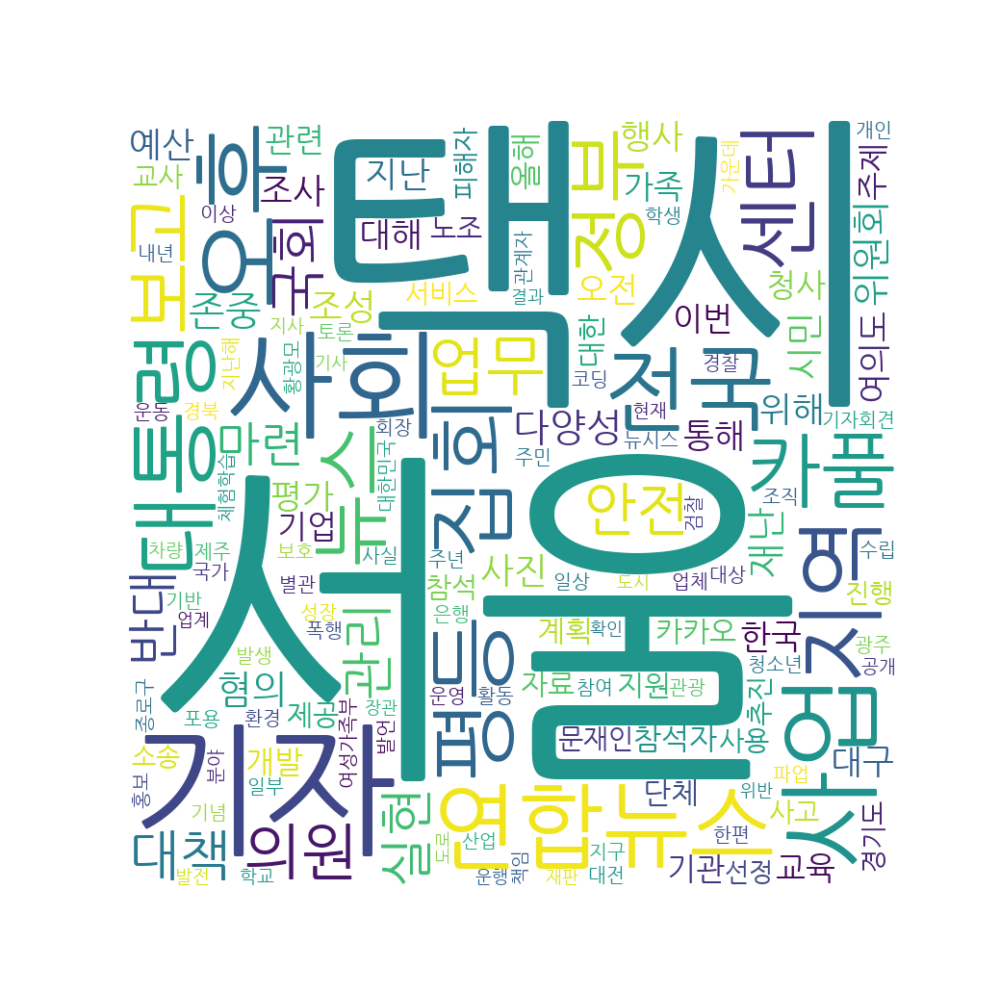 서울
택시
기자
연합뉴스
사회
전국
사업
지역
카풀
센터
정부
오후
국회
보고
대통령
뉴스
집회
업무
평등
안전
대책
의원
실현
관리
혐의
반대
마련
존중
조성
조사
예산
관련
교사
이상
내년
지난
대해
노조
피해자
올해
서비스
관계자
결과
오전
행사
가족
학생
가운데
개인
주제
위원회
청사
시민
여의도
이번
대한
경찰
코딩
현재
위해
기자회견
다양성
통해
뉴시스
주민
회장
대한민국
지사
토론
황광모
기사
지난해
경북
운동
체험학습
평가
기업
보호
사실
주년
참석
사진
일상
은행
업체
대상
도시
검찰
조직
재난
수립
진행
차량
제주
국가
기반
업계
별관
성장
폭행
발생
종로구
포용
환경
제공
장관
운영
활동
자료
참여
지원
관광
계획
확인
카카오
한국
청소년
광주
공개
추진
문재인
참석자
사용
대구
소송
개발
분야
일부
여성가족부
발언
홍보
기념
발전
학교
도로
산업
운행
책임
재판
지구
대전
단체
파업
위반
사고
한편
기관
선정
교육
경기도